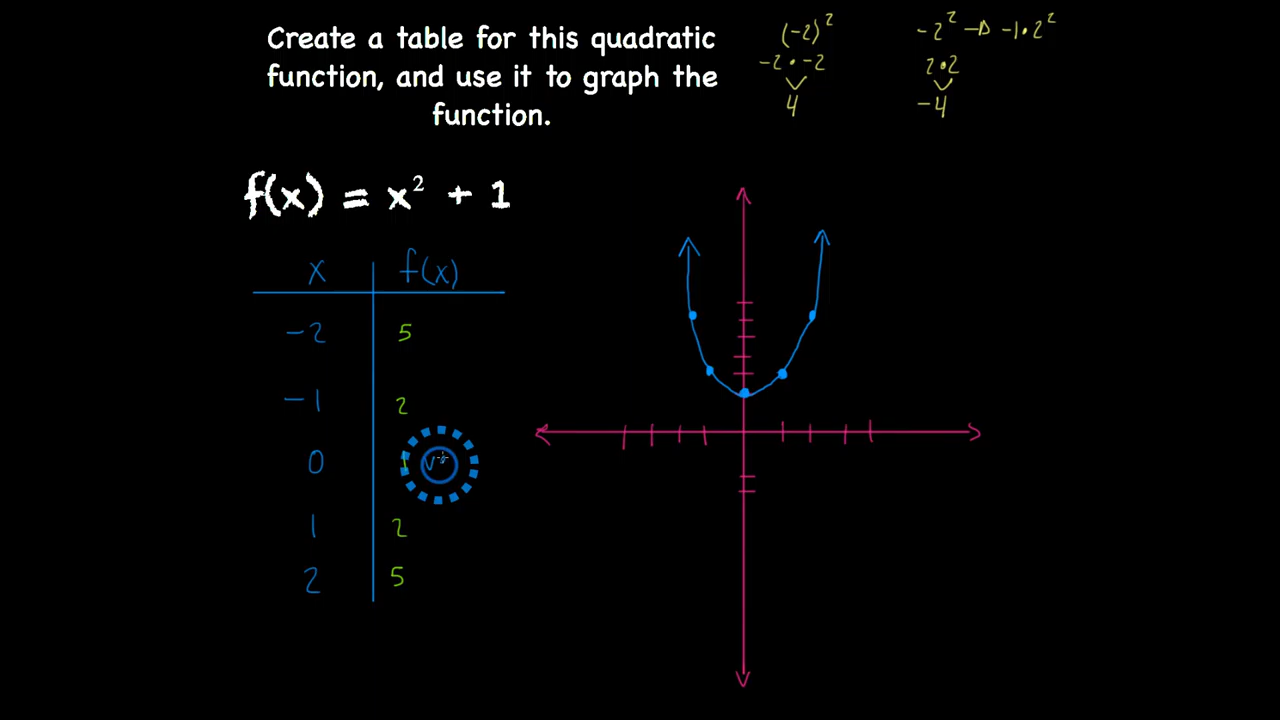 Create a table for this quadratic
function, and use it to graph the
function.
(-2)²
-2 · -2
4
-2² → -1·2²
2·2
-4
f(x) = x² + 1
x f(x)
-2 5
-1 2
0 1
1 2
2 5